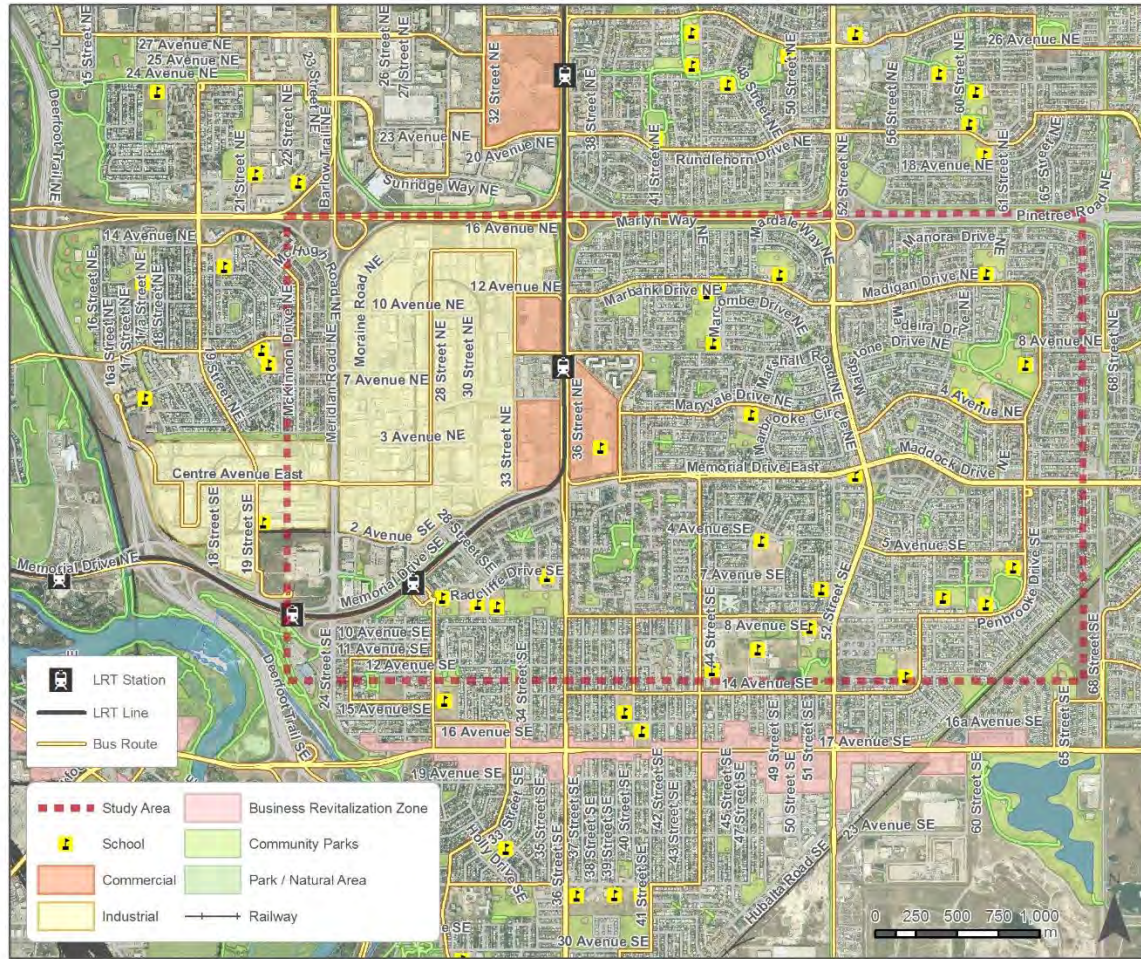 45 Street NE
27 Avenue NE
25 Avenue NE
24 Avenue NE
23 Street NE
26 Street NE
27 Street NE
32 Street NE
38 Street NE
38 Street NE
50 Street NE
26 Avenue NE
60 Street NE
56 Street NE
Deerfoot Trail NE
21 Street NE
22 Street NE
Barlow Trail NE
23 Avenue NE
20 Avenue NE
Sunridge Way NE
41 Street NE
Rundlehorn Drive NE
52 Street NE
18 Avenue NE
61 Street NE
65 Street NE
Pinetree Road NE
14 Avenue NE
16 Avenue NE
Marlyn Way NE
Mardale Way NE
Manora Drive NE
16 Street NE
18 Street NE
McKinnon Drive NE
Meridian Road NE
Moraine Road NE
10 Avenue NE
12 Avenue NE
Marbank Drive NE
Madigan Drive NE
28 Street NE
30 Street NE
8 Avenue NE
68 Street NE
16a Street NE
17 Street NE
19 Street NE
7 Avenue NE
3 Avenue NE
33 Street NE
36 Street NE
Maryvale Drive NE
4 Avenue NE
Centre Avenue East
Memorial Drive East
Maddock Drive NE
18 Street SE
19 Street SE
2 Avenue SE
28 Street SE
4 Avenue SE
5 Avenue SE
Memorial Drive NE
Memorial Drive SE
Radcliffe Drive SE
7 Avenue SE
52 Street SE
Penbrooke Drive SE
10 Avenue SE
11 Avenue SE
12 Avenue SE
8 Avenue SE
44 Street SE
24 Street SE
Deerfoot Trail SE
14 Avenue SE
68 Street SE
15 Avenue SE
34 Street SE
16 Avenue SE
49 Street SE
51 Street SE
17 Avenue SE
16a Avenue SE
65 Street SE
19 Avenue SE
33 Street SE
Holly Drive SE
35 Street SE
36 Street SE
37 Street SE
38 Street SE
39 Street SE
40 Street SE
41 Street SE
42 Street SE
43 Street SE
45 Street SE
47 Street SE
50 Street SE
23 Avenue SE
60 Street SE
Hubalta Road SE
30 Avenue SE
LRT Station
LRT Line
Bus Route
Study Area
School
Commercial
Industrial
Business Revitalization Zone
Community Parks
Park / Natural Area
Railway
0 250 500 750 1,000
m
N